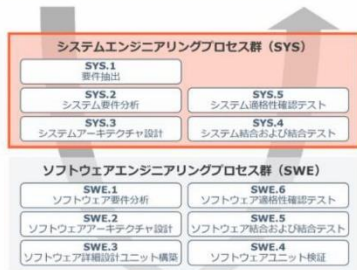 システムエンジニアリングプロセス群（SYS）
SYS.1
要件抽出
SYS.2
システム要件分析
SYS.5
システム適格性確認テスト
SYS.3
システムアーキテクチャ設計
SYS.4
システム結合および結合テスト
ソフトウェアエンジニアリングプロセス群（SWE）
SWE.1
ソフトウェア要件分析
SWE.6
ソフトウェア適格性確認テスト
SWE.2
ソフトウェアアーキテクチャ設計
SWE.5
ソフトウェア結合および結合テスト
SWE.3
ソフトウェア詳細設計ユニット構築
SWE.4
ソフトウェアユニット検証